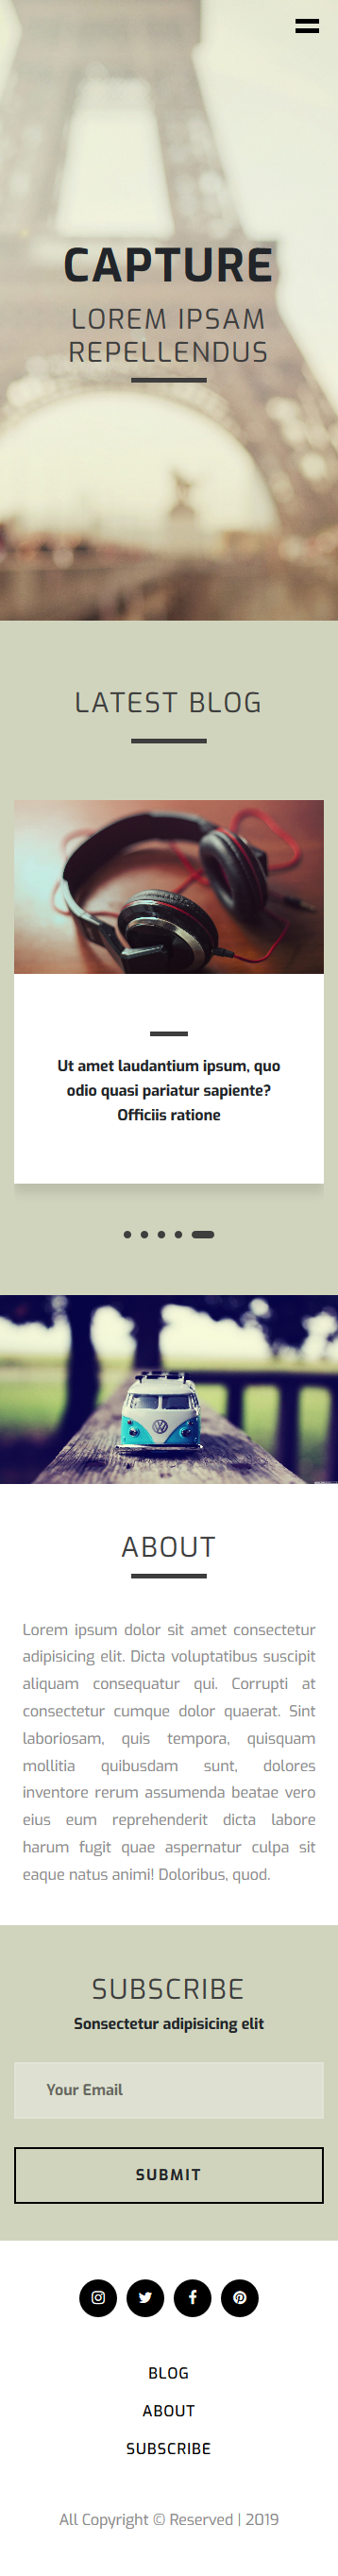 CAPTURE
LOREM IPSAM
REPELLENDUS
LATEST BLOG
Ut amet laudantium ipsum, quo
odio quasi pariatur sapiente?
Officiis ratione
ABOUT
Lorem ipsum dolor sit amet consectetur
adipisicing elit. Dicta voluptatibus suscipit
aliquam consequatur qui. Corrupti at
consectetur cumque dolor quaerat. Sint
laboriosam, quis tempora, quisquam
mollitia quibusdam sunt, dolores
inventore rerum assumenda beatae vero
eius eum reprehenderit dicta labore
harum fugit quae aspernatur culpa sit
eaque natus animi! Doloribus, quod.
SUBSCRIBE
Sonsectetur adipisicing elit
Your Email
SUBMIT
BLOG
ABOUT
SUBSCRIBE
All Copyright © Reserved | 2019